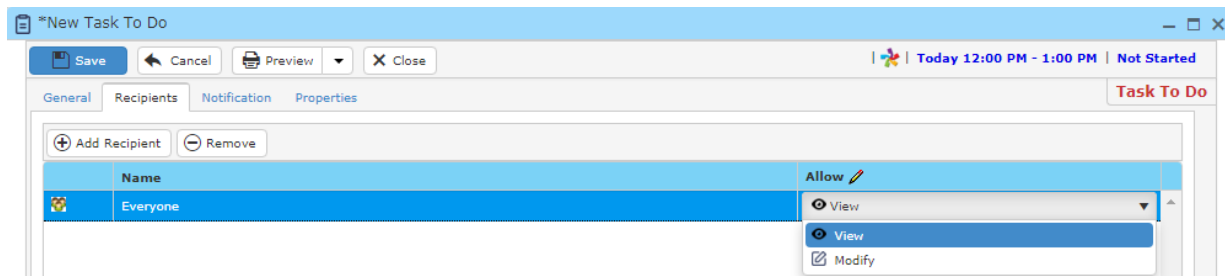 *New Task To Do
Save Cancel Preview Close | | Today 12:00 PM - 1:00 PM | Not Started
General Recipients Notification Properties Task To Do
Add Recipient Remove
Name Allow
Everyone View
View
Modify